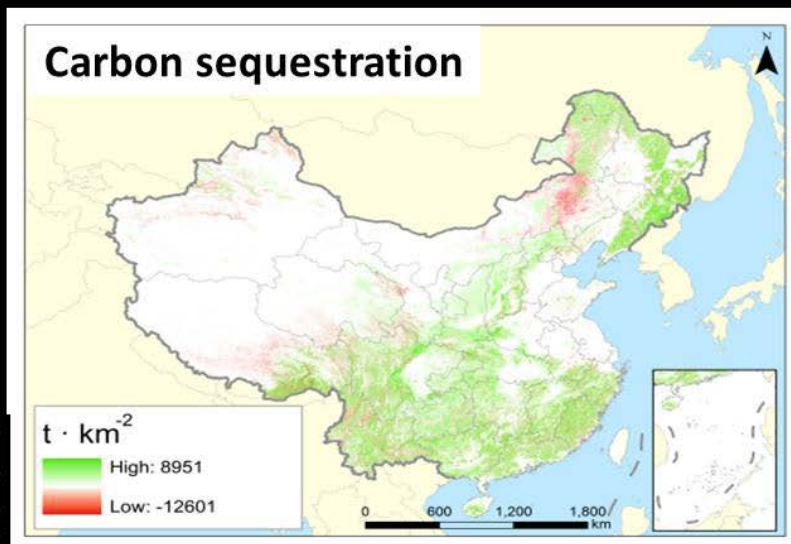 Carbon sequestration
N
t · km⁻²
High: 8951
Low: -12601
0 600 1,200 1,800
km